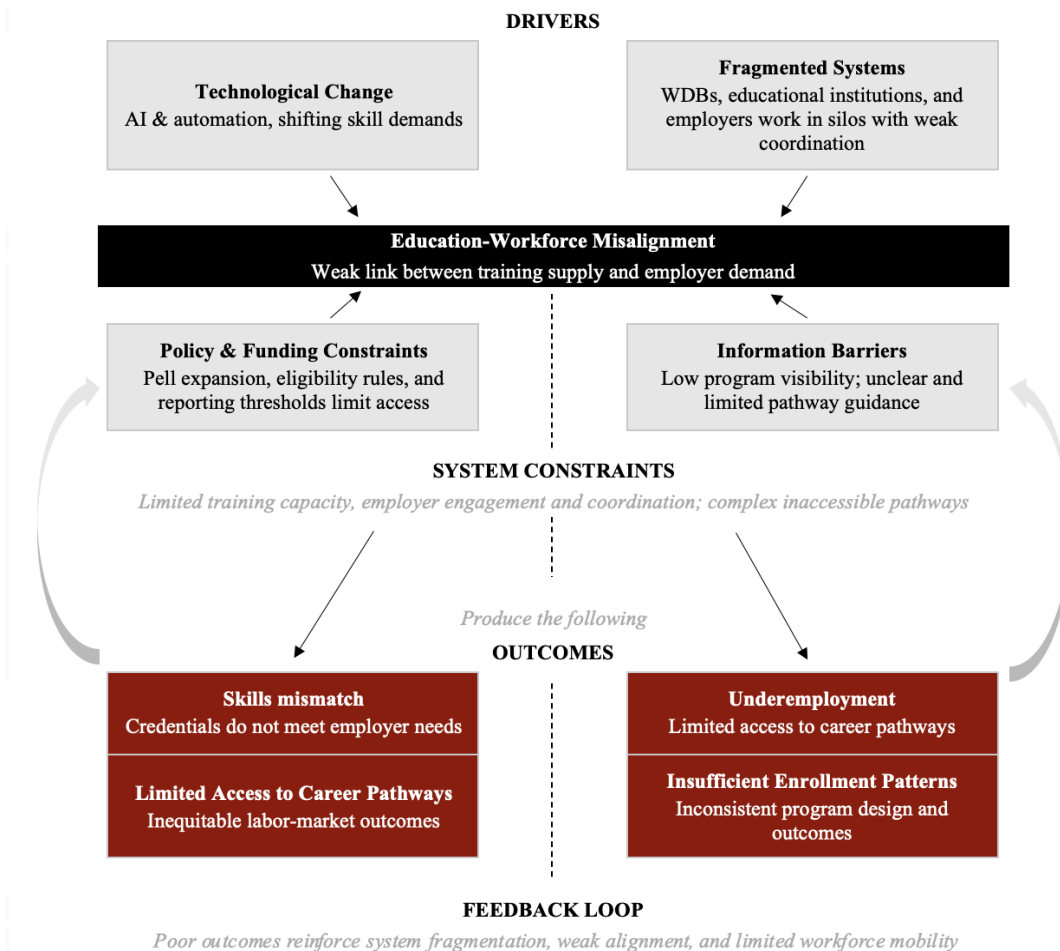 DRIVERS
Technological Change
AI & automation, shifting skill demands
Fragmented Systems
WDBs, educational institutions, and
employers work in silos with weak
coordination
Education-Workforce Misalignment
Weak link between training supply and employer demand
Policy & Funding Constraints
Pell expansion, eligibility rules, and
reporting thresholds limit access
Information Barriers
Low program visibility; unclear and
limited pathway guidance
SYSTEM CONSTRAINTS
Limited training capacity, employer engagement and coordination; complex inaccessible pathways
Produce the following
OUTCOMES
Skills mismatch
Credentials do not meet employer needs
Limited Access to Career Pathways
Inequitable labor-market outcomes
Underemployment
Limited access to career pathways
Insufficient Enrollment Patterns
Inconsistent program design and
outcomes
FEEDBACK LOOP
Poor outcomes reinforce system fragmentation, weak alignment, and limited workforce mobility